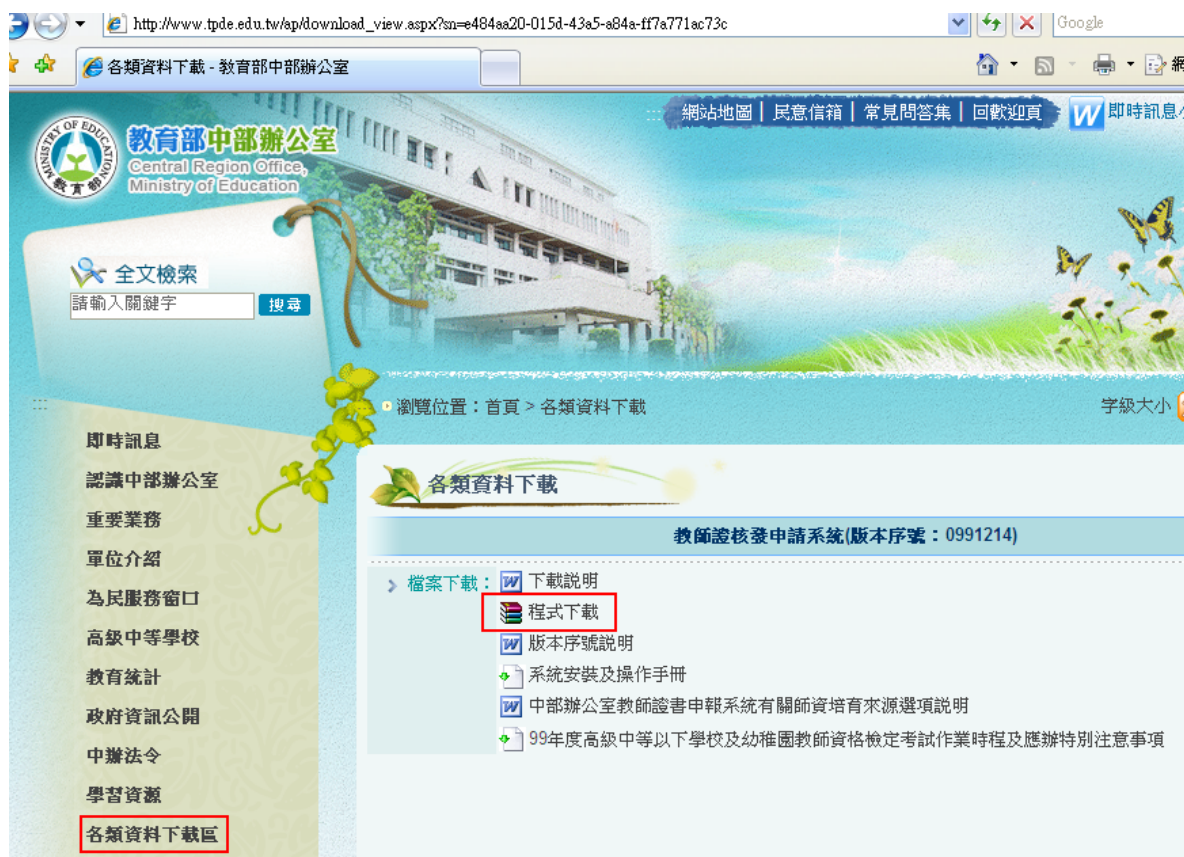 http://www.tpde.edu.tw/ap/download_view.aspx?sn=e484aa20-015d-43a5-a84a-ff7a771ac73c
Google
各類資料下載 - 教育部中部辦公室
網
網站地圖 | 民意信箱 | 常見問答集 | 回歡迎頁
W 即時訊息
MINISTRY OF EDUCATION
教育部
教育部中部辦公室
Central Region Office,
Ministry of Education
全文檢索
請輸入關鍵字
搜尋
瀏覽位置：首頁 > 各類資料下載
字級大小
即時訊息
認識中部辦公室
重要業務
單位介紹
為民服務窗口
高級中等學校
教育統計
政府資訊公開
中辦法令
學習資源
各類資料下載區
各類資料下載
教師證核發申請系統(版本序號：0991214)
檔案下載：
下載說明
程式下載
版本序號說明
系統安裝及操作手冊
中部辦公室教師證書申報系統有關師資培育來源選項說明
99年度高級中等以下學校及幼稚園教師資格檢定考試作業時程及應辦特別注意事項